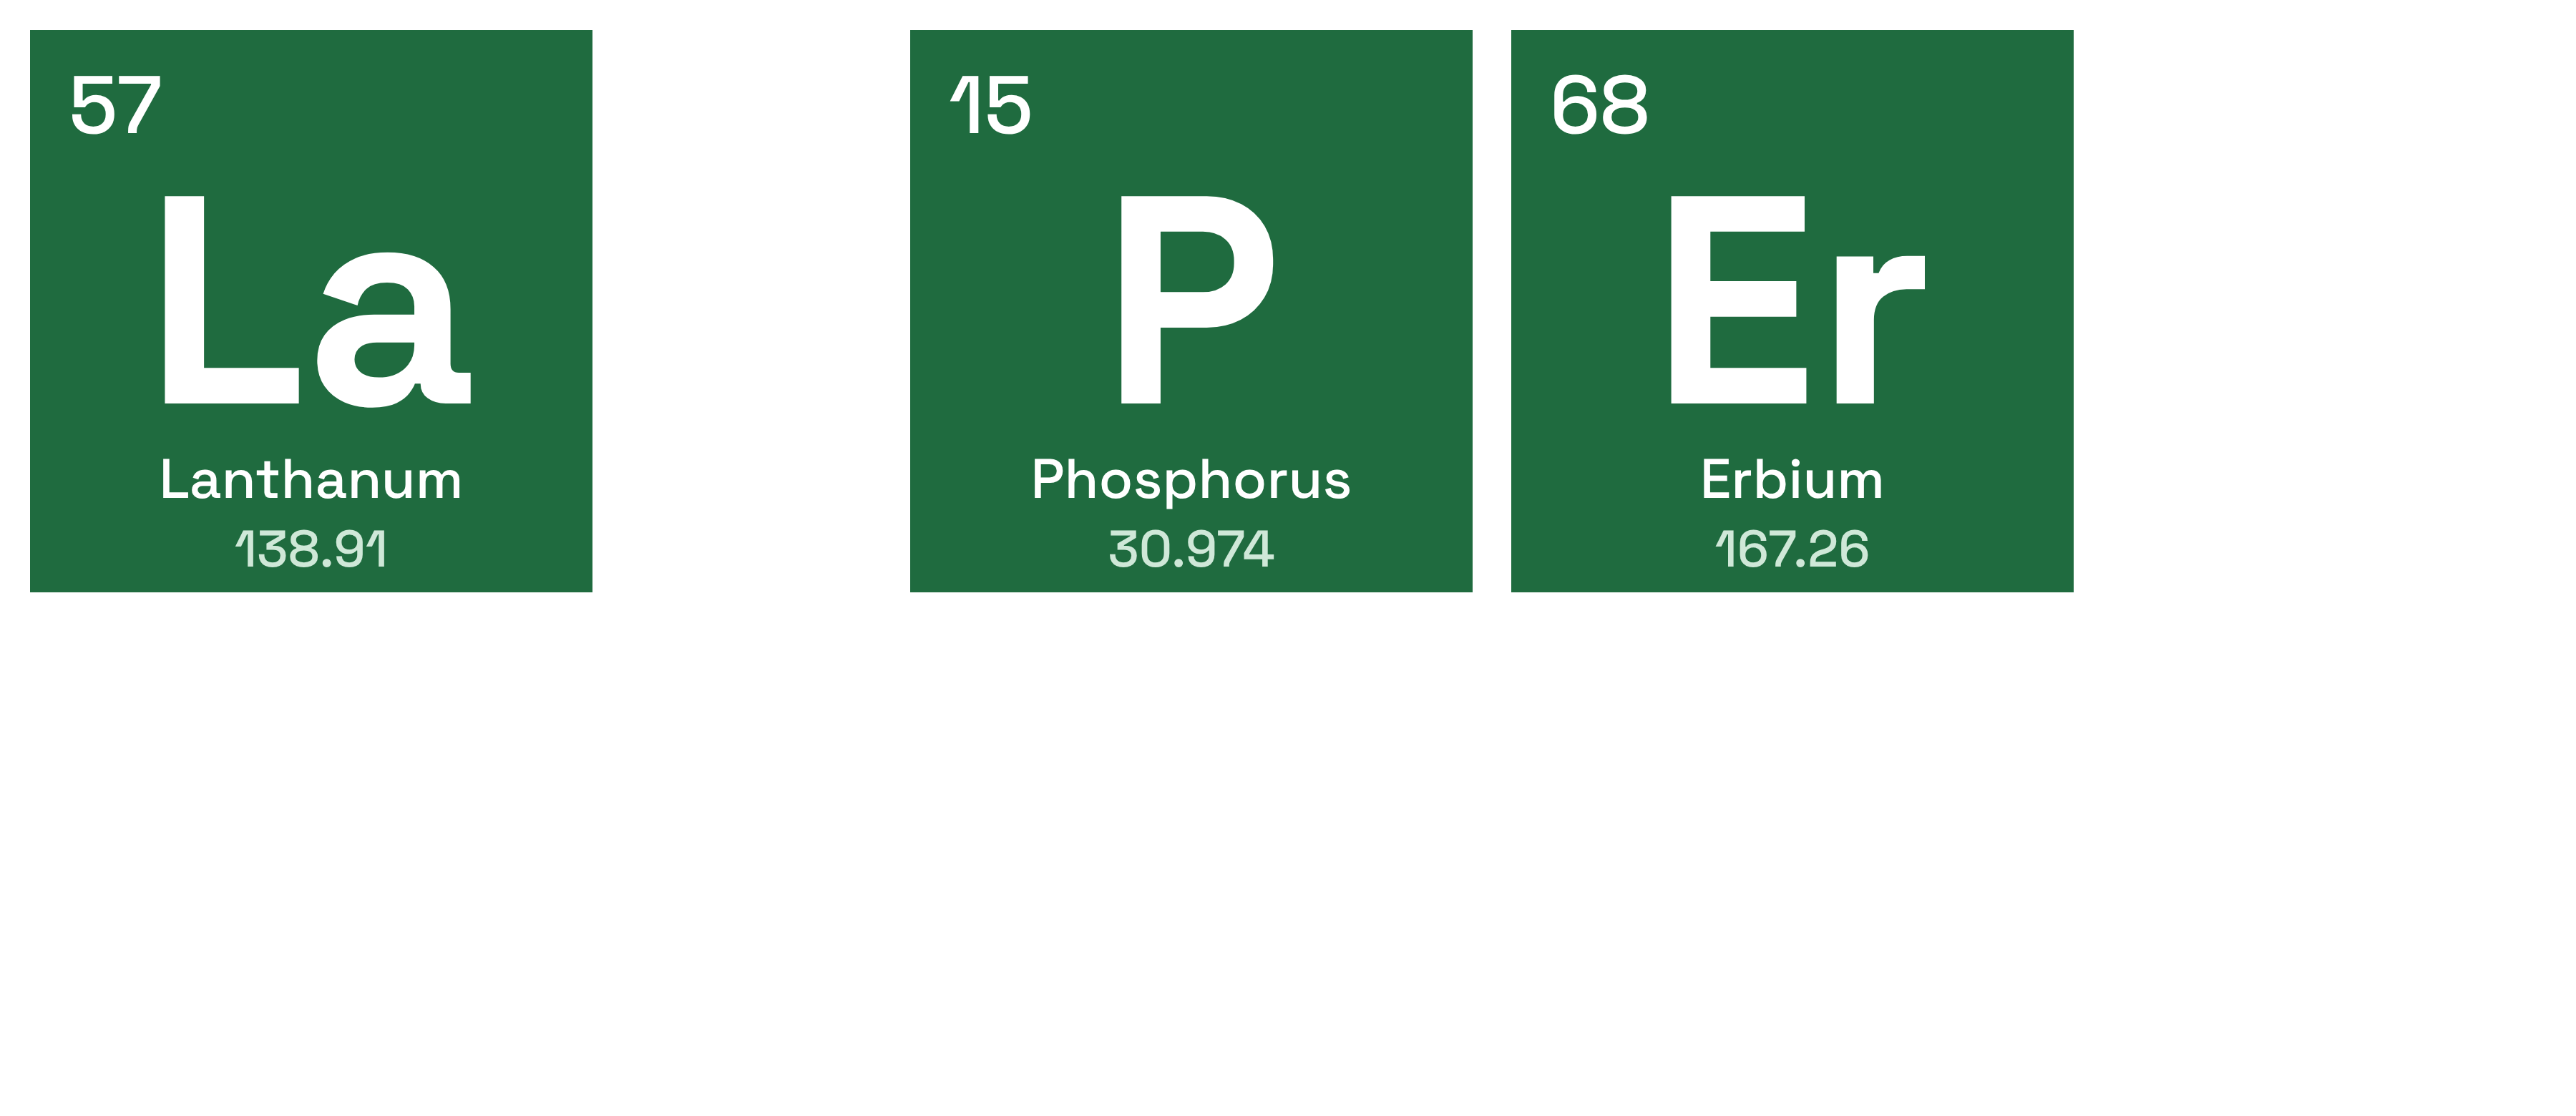 57
La
Lanthanum
138.91
15
P
Phosphorus
30.974
68
Er
Erbium
167.26